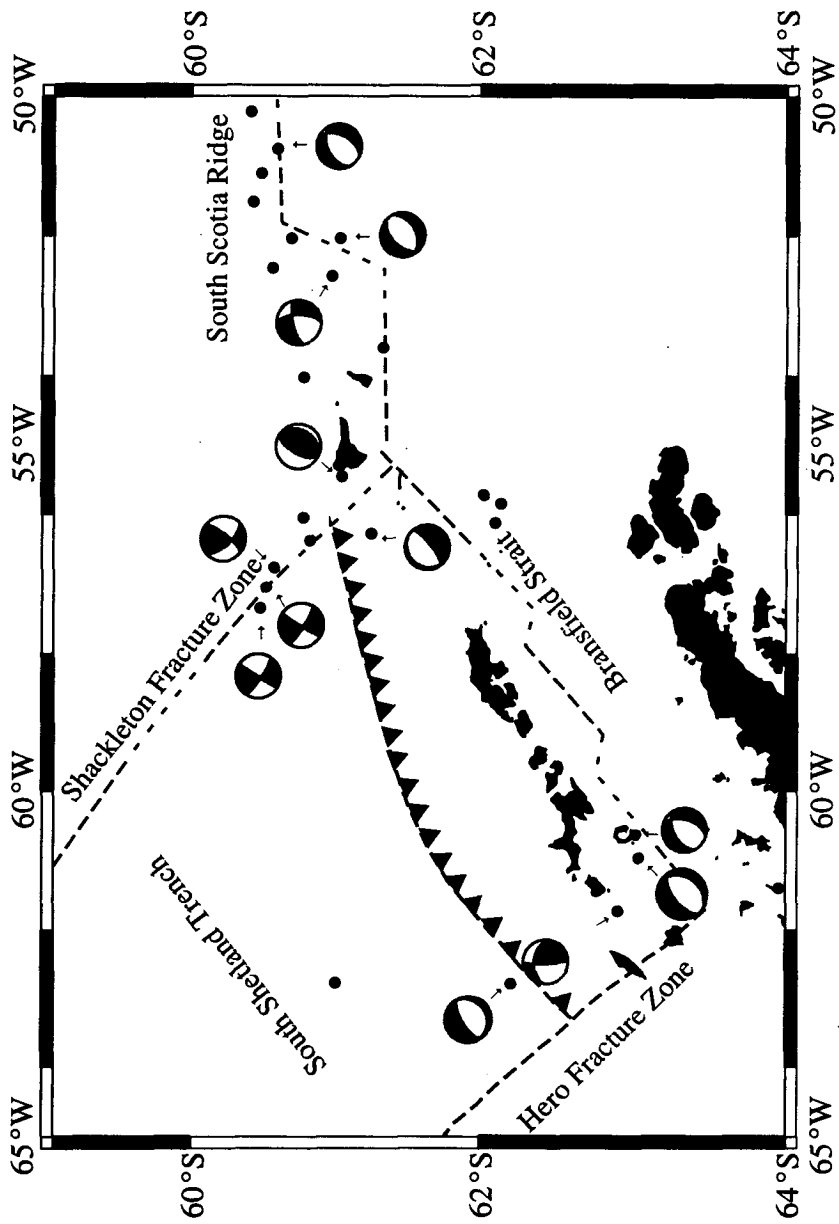 60°S
62°S
64°S
50°W
50°W
South Scotia Ridge
55°W
55°W
Shackleton Fracture Zone
Bransfield Strait
60°W
60°W
South Shetland Trench
Hero Fracture Zone
65°W
65°W
60°S
62°S
64°S